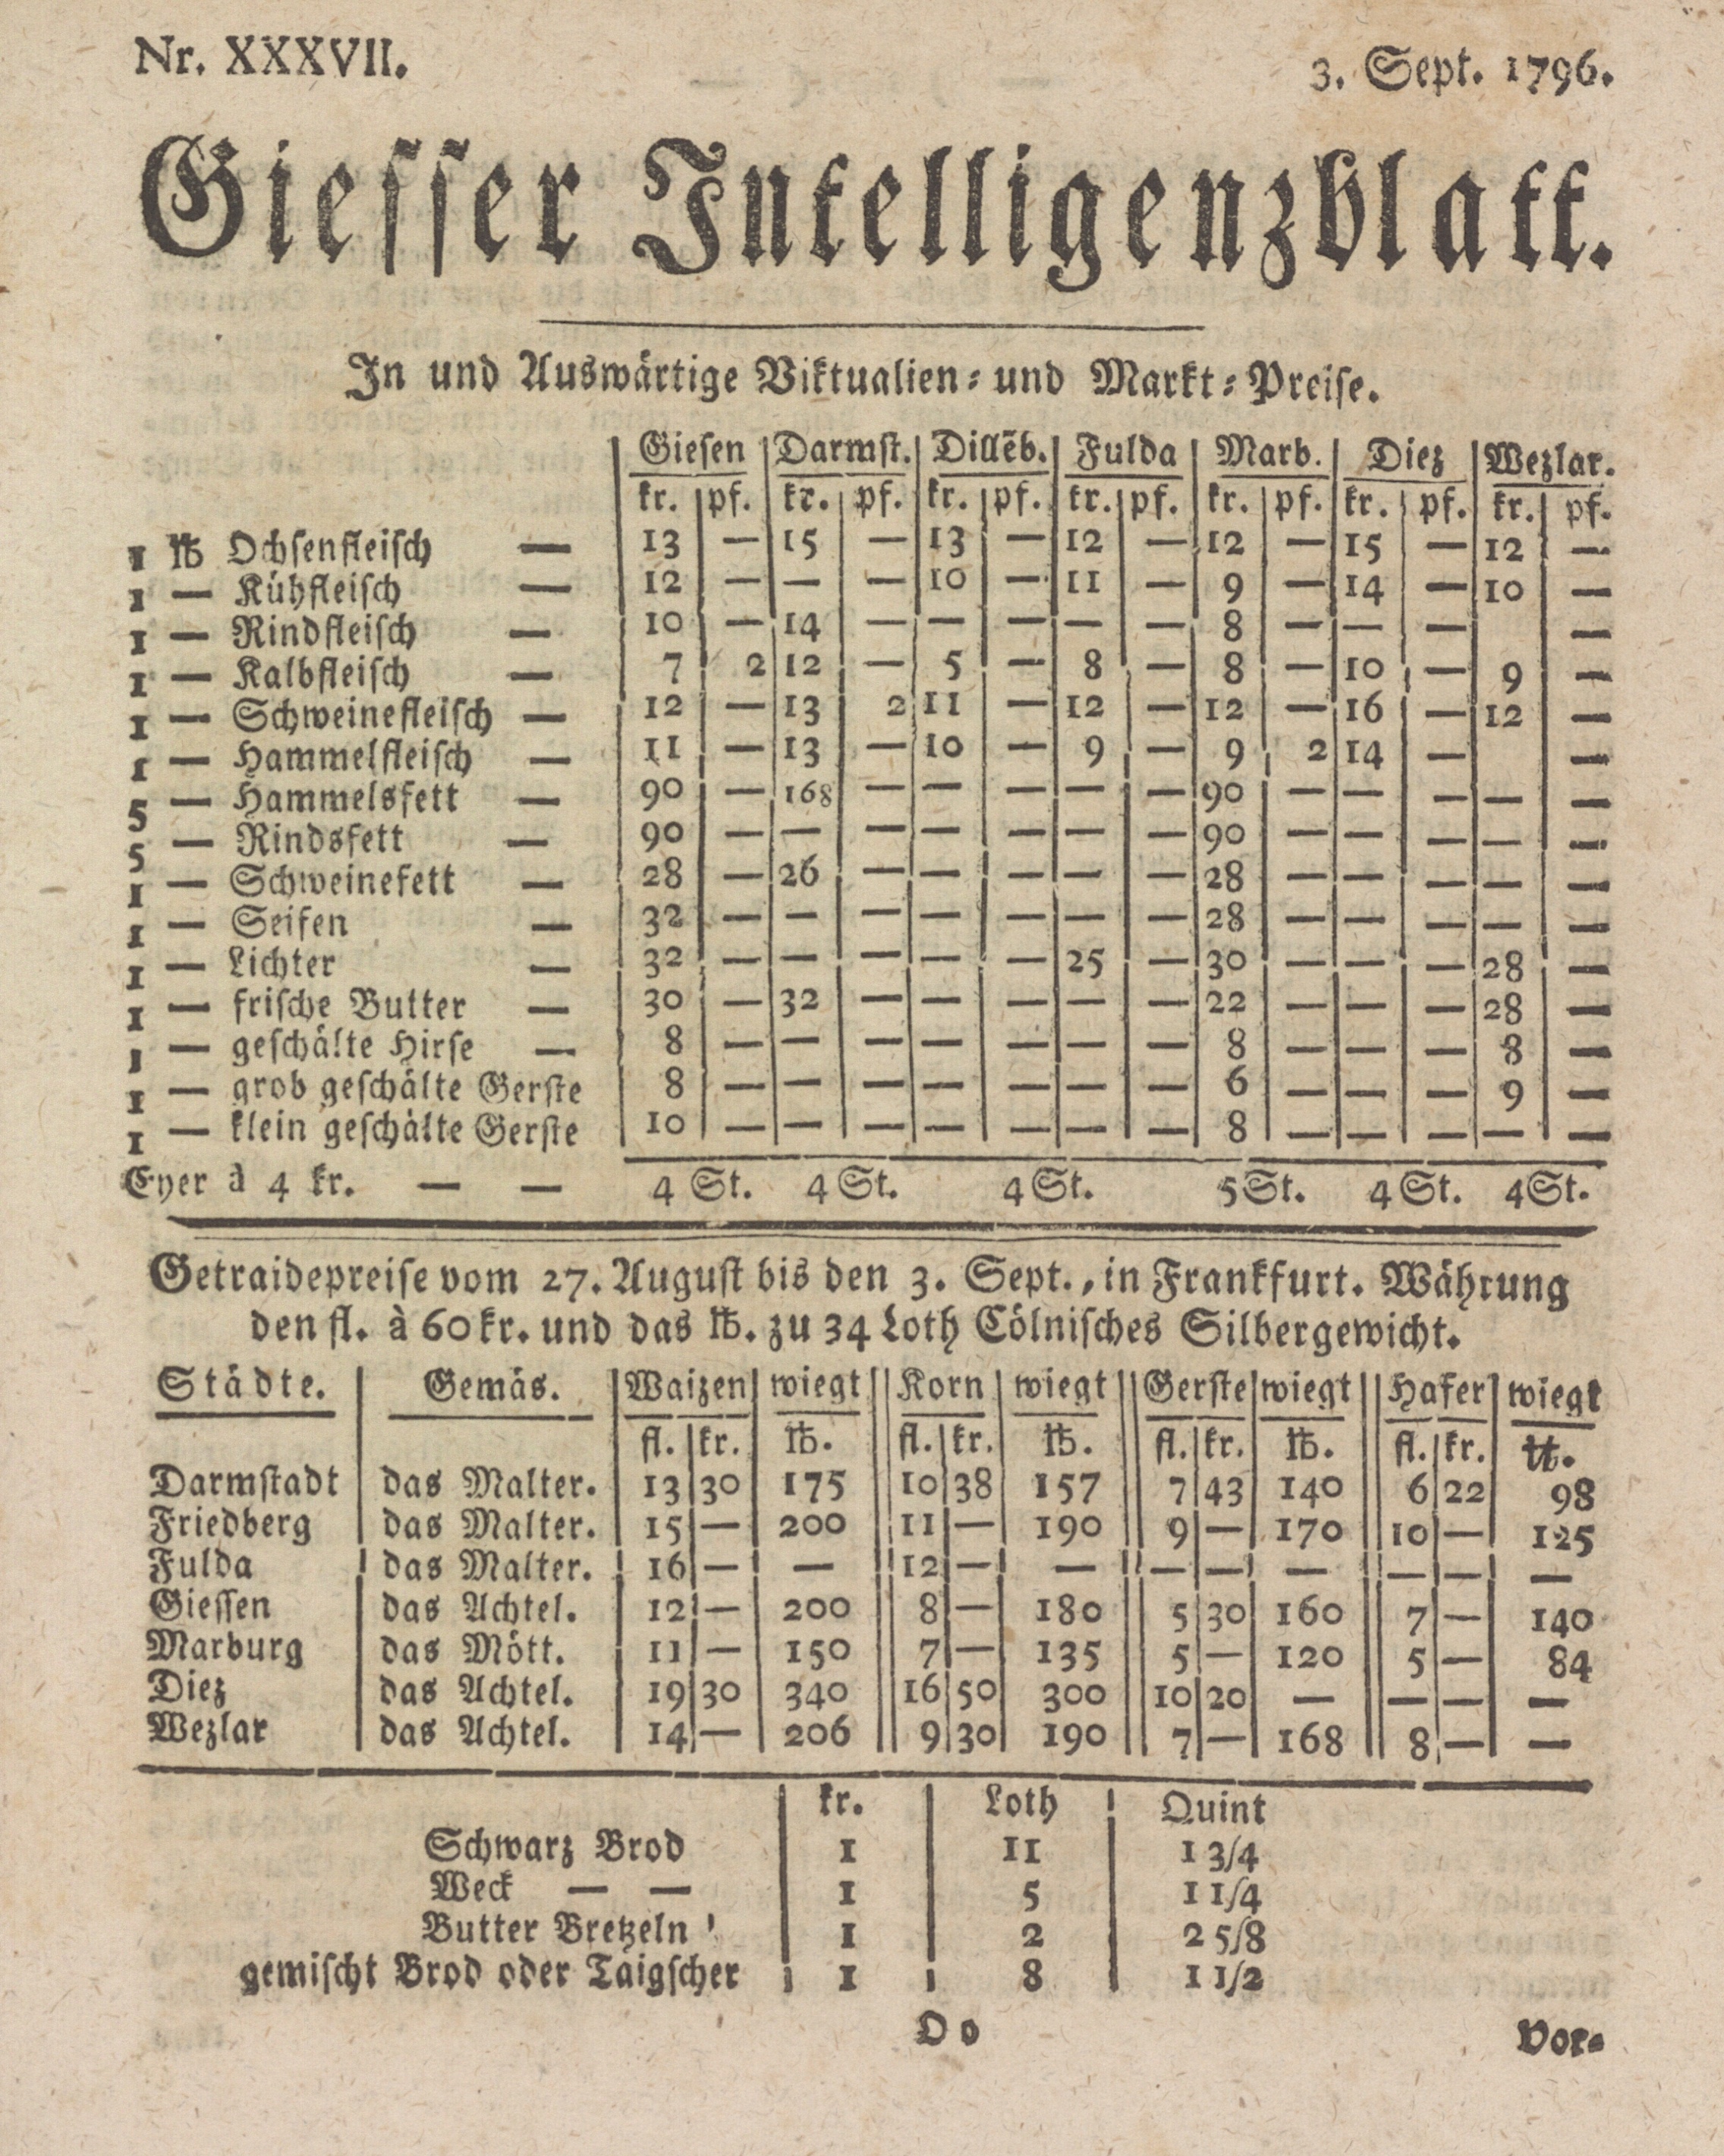 Nr. XXXVII. 3. Sept. 1796.
Giesser Intelligenzblatt.
In und Auswärtige Viktualien- und Markt-Preise.
Giesen Darmst. Dillēb. Fulda Marb. Diez Wezlar.
kr. pf. kr. pf. kr. pf. kr. pf. kr. pf. kr. pf. kr. pf.
1 ℔ Ochsenfleisch — 13 — 15 — 13 — 12 — 12 — 15 — 12 —
1 — Kühfleisch — 12 — — — 10 — 11 — 9 — 14 — 10 —
1 — Rindfleisch — 10 — 14 — — — — — 8 — — — —
1 — Kalbfleisch — 7 2 12 — 5 — 8 — 8 — 10 — 9 —
1 — Schweinefleisch — 12 — 13 2 11 — 12 — 12 — 16 — 12 —
1 — Hammelfleisch — 11 — 13 — 10 — 9 — 9 2 14 — —
5 — Hammelsfett — 90 — 168 — — — — — 90 — — — — —
5 — Rindsfett — 90 — — — — — — — 90 — — — — —
1 — Schweinefett — 28 — 26 — — — — — 28 — — — — —
1 — Seifen — 32 — — — — — — — 28 — — — — —
1 — Lichter — 32 — — — — — 25 — 30 — — — 28 —
1 — frische Butter — 30 — 32 — — — — — 22 — — — 28 —
1 — geschälte Hirse — 8 — — — — — — — 8 — — — 8 —
1 — grob geschälte Gerste 8 — — — — — — — 6 — — — 9 —
1 — klein geschälte Gerste 10 — — — — — — — 8 — — — — —
Eyer à 4 kr. — — 4 St. 4 St. 4 St. 5 St. 4 St. 4 St.
Getraidepreise vom 27. August bis den 3. Sept., in Frankfurt. Währung
den fl. à 60 kr. und das ℔. zu 34 Loth Cölnisches Silbergewicht.
Städte. Gemäs. Waizen wiegt Korn wiegt Gerste wiegt Hafer wiegt
fl. kr. ℔. fl. kr. ℔. fl. kr. ℔. fl. kr. ℔.
Darmstadt das Malter. 13 30 175 10 38 157 7 43 140 6 22 98
Friedberg das Malter. 15 — 200 11 — 190 9 — 170 10 — 125
Fulda das Malter. 16 — — 12 — — — — — — — —
Giessen das Achtel. 12 — 200 8 — 180 5 30 160 7 — 140
Marburg das Mött. 11 — 150 7 — 135 5 — 120 5 — 84
Diez das Achtel. 19 30 340 16 50 300 10 20 — — — —
Wezlar das Achtel. 14 — 206 9 30 190 7 — 168 8 — —
kr. Loth Quint
Schwarz Brod 1 11 1 3/4
Weck — — 1 5 1 1/4
Butter Bretzeln 1 2 2 5/8
gemischt Brod oder Taigscher 1 8 1 1/2
O o Vor-